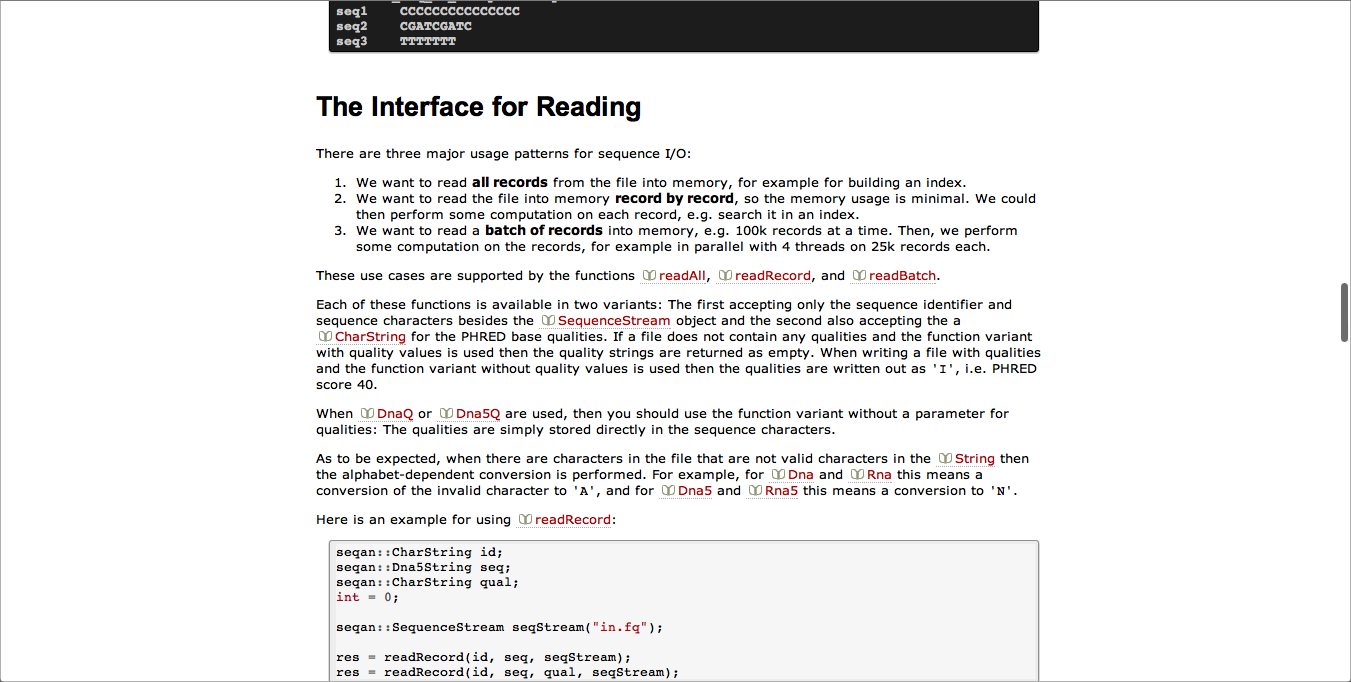 seq1    CCCCCCCCCCCCCCC
seq2    CGATCGATC
seq3    TTTTTTT
The Interface for Reading
There are three major usage patterns for sequence I/O:
1. We want to read all records from the file into memory, for example for building an index.
2. We want to read the file into memory record by record, so the memory usage is minimal. We could
then perform some computation on each record, e.g. search it in an index.
3. We want to read a batch of records into memory, e.g. 100k records at a time. Then, we perform
some computation on the records, for example in parallel with 4 threads on 25k records each.
These use cases are supported by the functions readAll, readRecord, and readBatch.
Each of these functions is available in two variants: The first accepting only the sequence identifier and
sequence characters besides the SequenceStream object and the second also accepting the a
CharString for the PHRED base qualities. If a file does not contain any qualities and the function variant
with quality values is used then the quality strings are returned as empty. When writing a file with qualities
and the function variant without quality values is used then the qualities are written out as 'I', i.e. PHRED
score 40.
When DnaQ or Dna5Q are used, then you should use the function variant without a parameter for
qualities: The qualities are simply stored directly in the sequence characters.
As to be expected, when there are characters in the file that are not valid characters in the String then
the alphabet-dependent conversion is performed. For example, for Dna and Rna this means a
conversion of the invalid character to 'A', and for Dna5 and Rna5 this means a conversion to 'N'.
Here is an example for using readRecord:
seqan::CharString id;
seqan::Dna5String seq;
seqan::CharString qual;
int = 0;
seqan::SequenceStream seqStream("in.fq");
res = readRecord(id, seq, seqStream);
res = readRecord(id, seq, qual, seqStream);